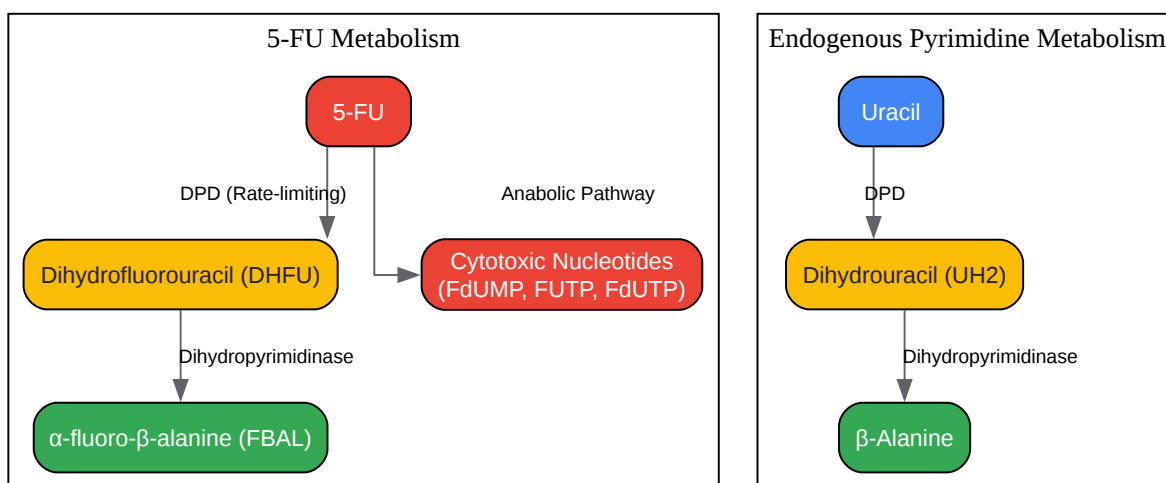 5-FU Metabolism
5-FU
DPD (Rate-limiting)
Anabolic Pathway
Dihydrofluorouracil (DHFU)
Cytotoxic Nucleotides
(FdUMP, FUTP, FdUTP)
Dihydropyrimidinase
α-fluoro-β-alanine (FBAL)
Endogenous Pyrimidine Metabolism
Uracil
DPD
Dihydrouracil (UH2)
Dihydropyrimidinase
β-Alanine